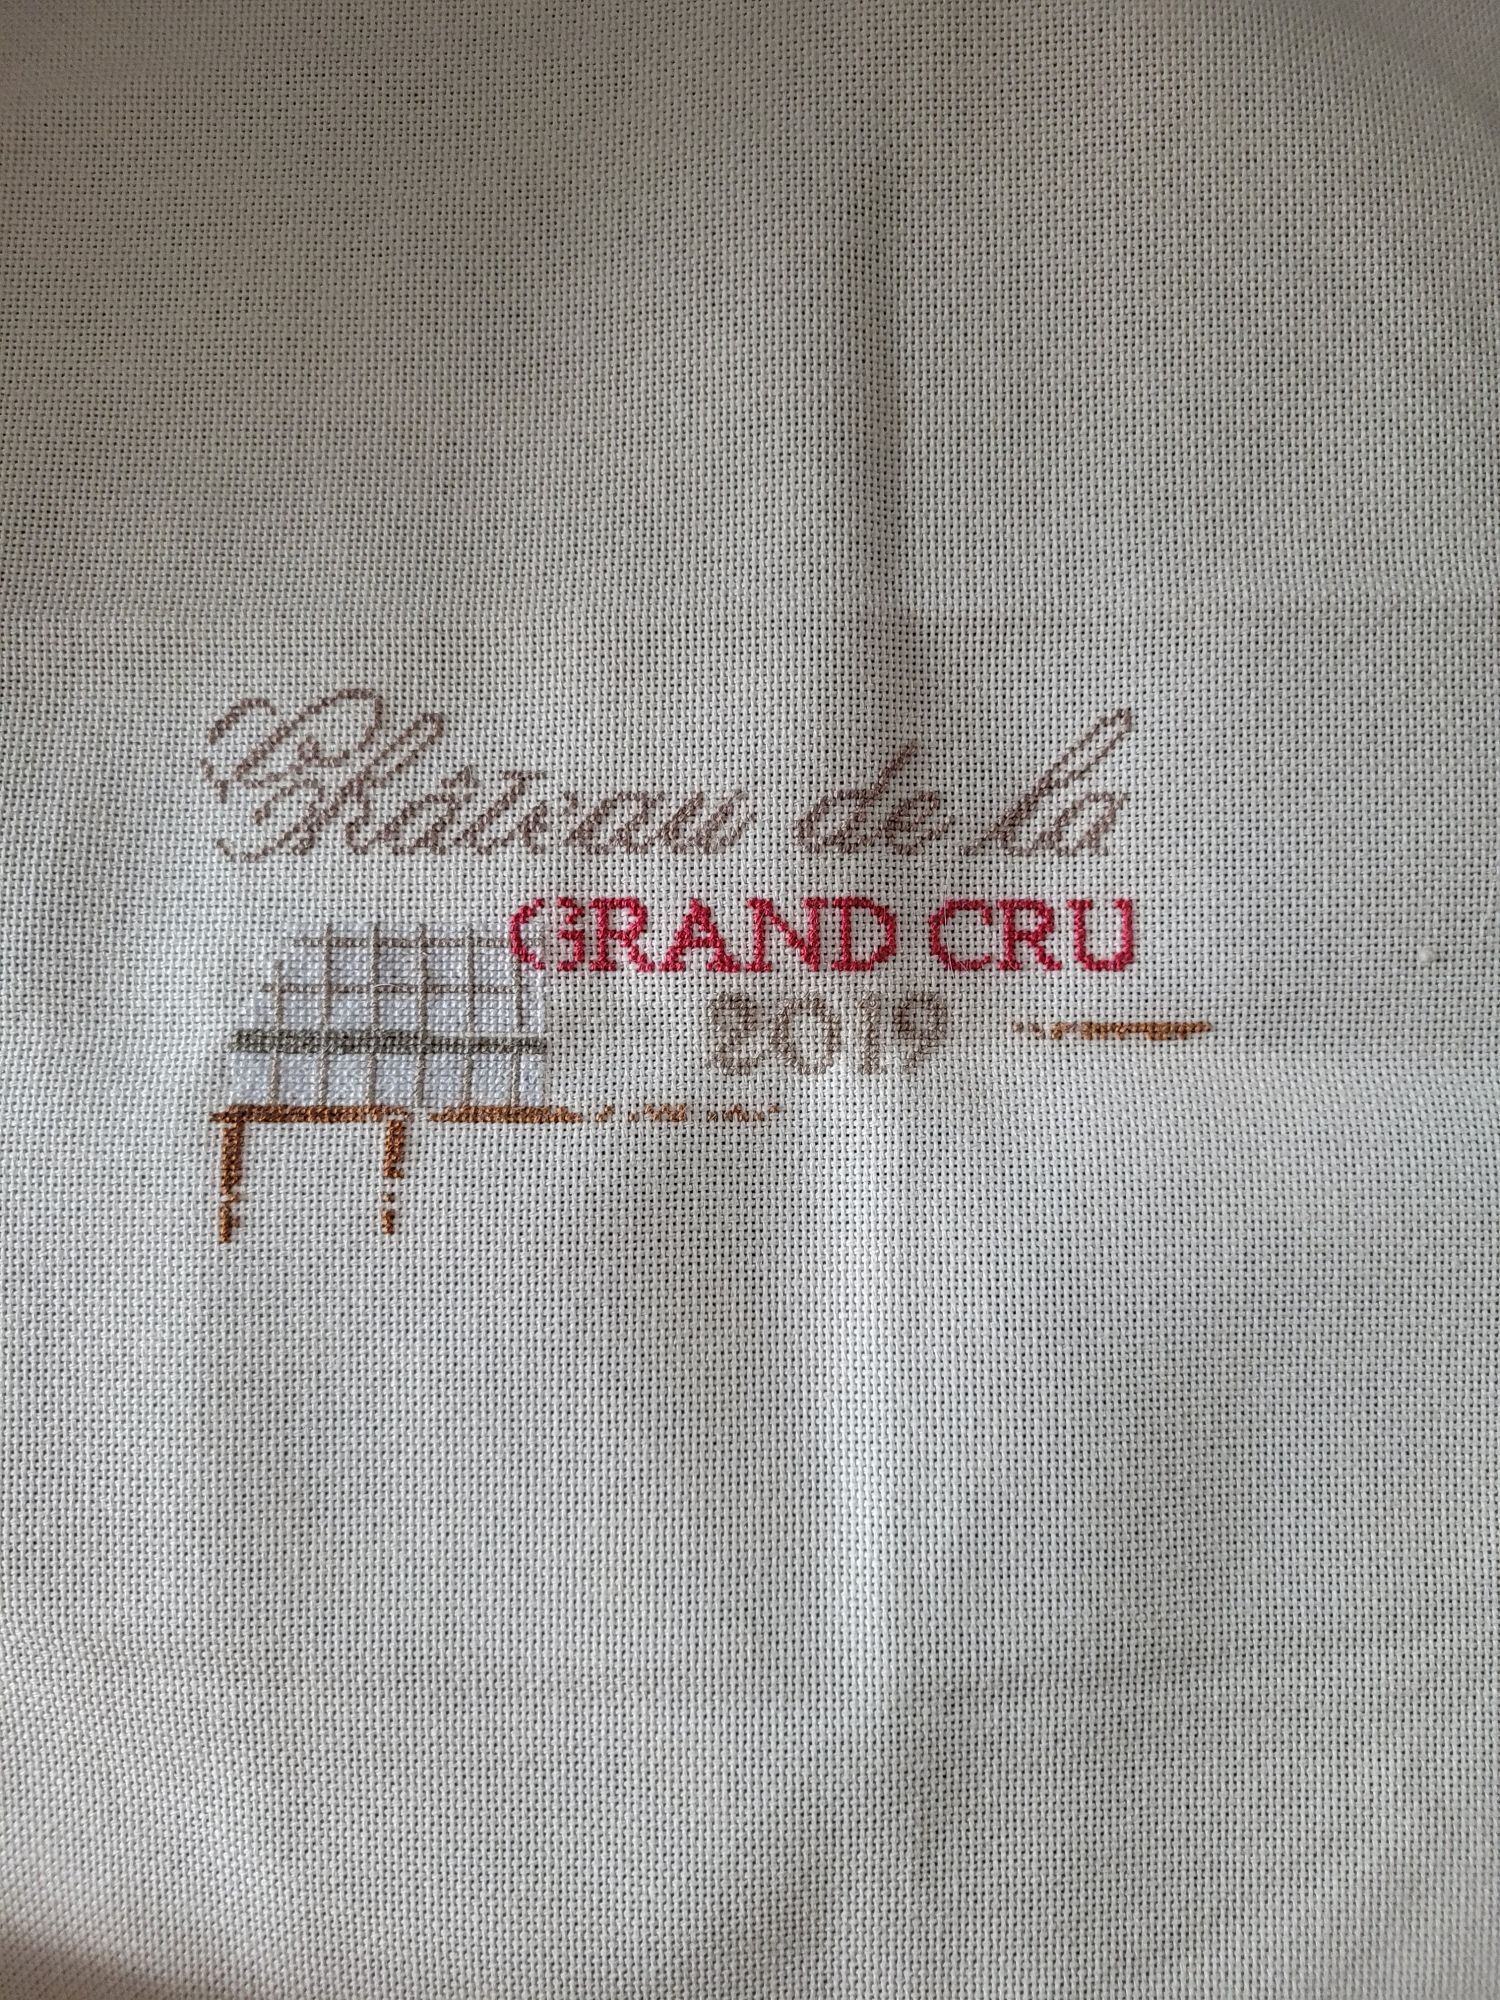 Château de la
GRAND CRU
2019